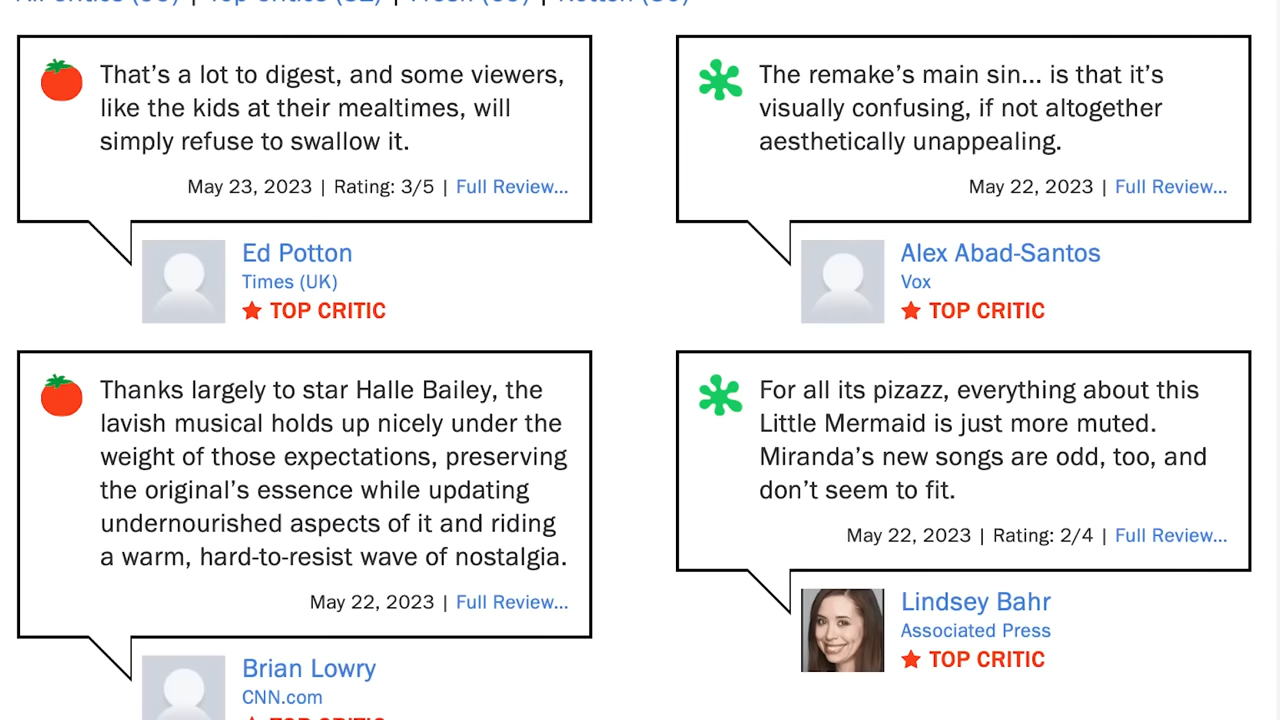 That's a lot to digest, and some viewers,
like the kids at their mealtimes, will
simply refuse to swallow it.
May 23, 2023 | Rating: 3/5 | Full Review...
Ed Potton
Times (UK)
TOP CRITIC
The remake's main sin... is that it's
visually confusing, if not altogether
aesthetically unappealing.
May 22, 2023 | Full Review...
Alex Abad-Santos
Vox
TOP CRITIC
Thanks largely to star Halle Bailey, the
lavish musical holds up nicely under the
weight of those expectations, preserving
the original's essence while updating
undernourished aspects of it and riding
a warm, hard-to-resist wave of nostalgia.
May 22, 2023 | Full Review...
Brian Lowry
CNN.com
TOP CRITIC
For all its pizazz, everything about this
Little Mermaid is just more muted.
Miranda's new songs are odd, too, and
don't seem to fit.
May 22, 2023 | Rating: 2/4 | Full Review...
Lindsey Bahr
Associated Press
TOP CRITIC